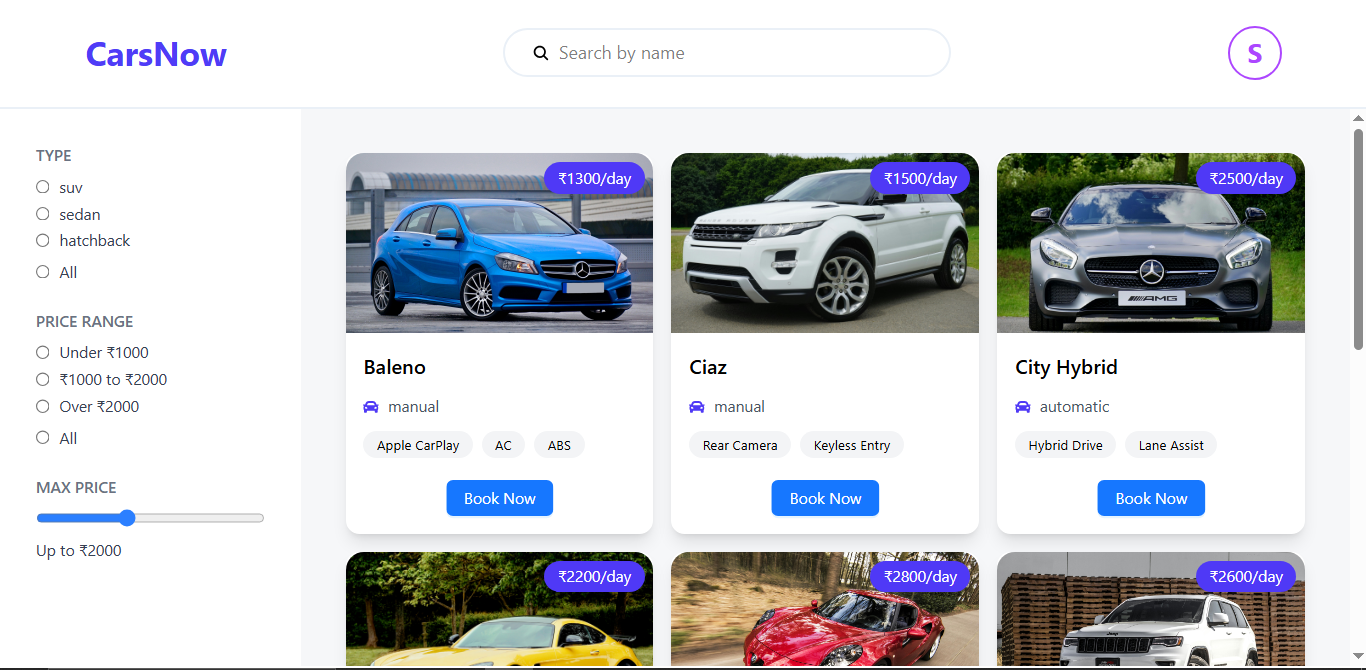 CarsNow
Search by name
S
TYPE
suv
sedan
hatchback
All
PRICE RANGE
Under ₹1000
₹1000 to ₹2000
Over ₹2000
All
MAX PRICE
Up to ₹2000
₹1300/day
Baleno
manual
Apple CarPlay
AC
ABS
Book Now
₹1500/day
Ciaz
manual
Rear Camera
Keyless Entry
Book Now
₹2500/day
AMG
City Hybrid
automatic
Hybrid Drive
Lane Assist
Book Now
₹2200/day
₹2800/day
₹2600/day
Jeep